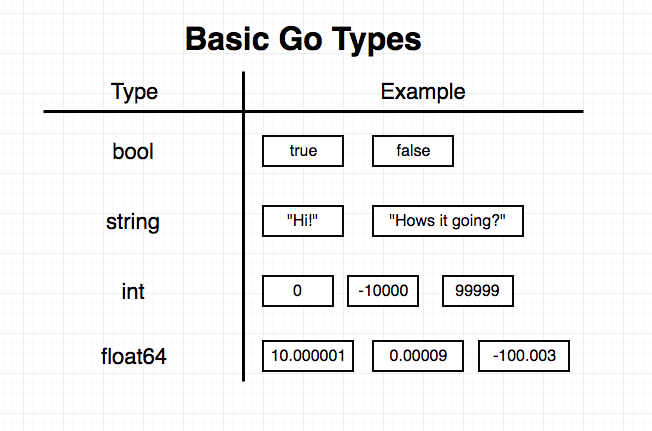 Basic Go Types
Type Example
bool true false
string "Hi!" "Hows it going?"
int 0 -10000 99999
float64 10.000001 0.00009 -100.003